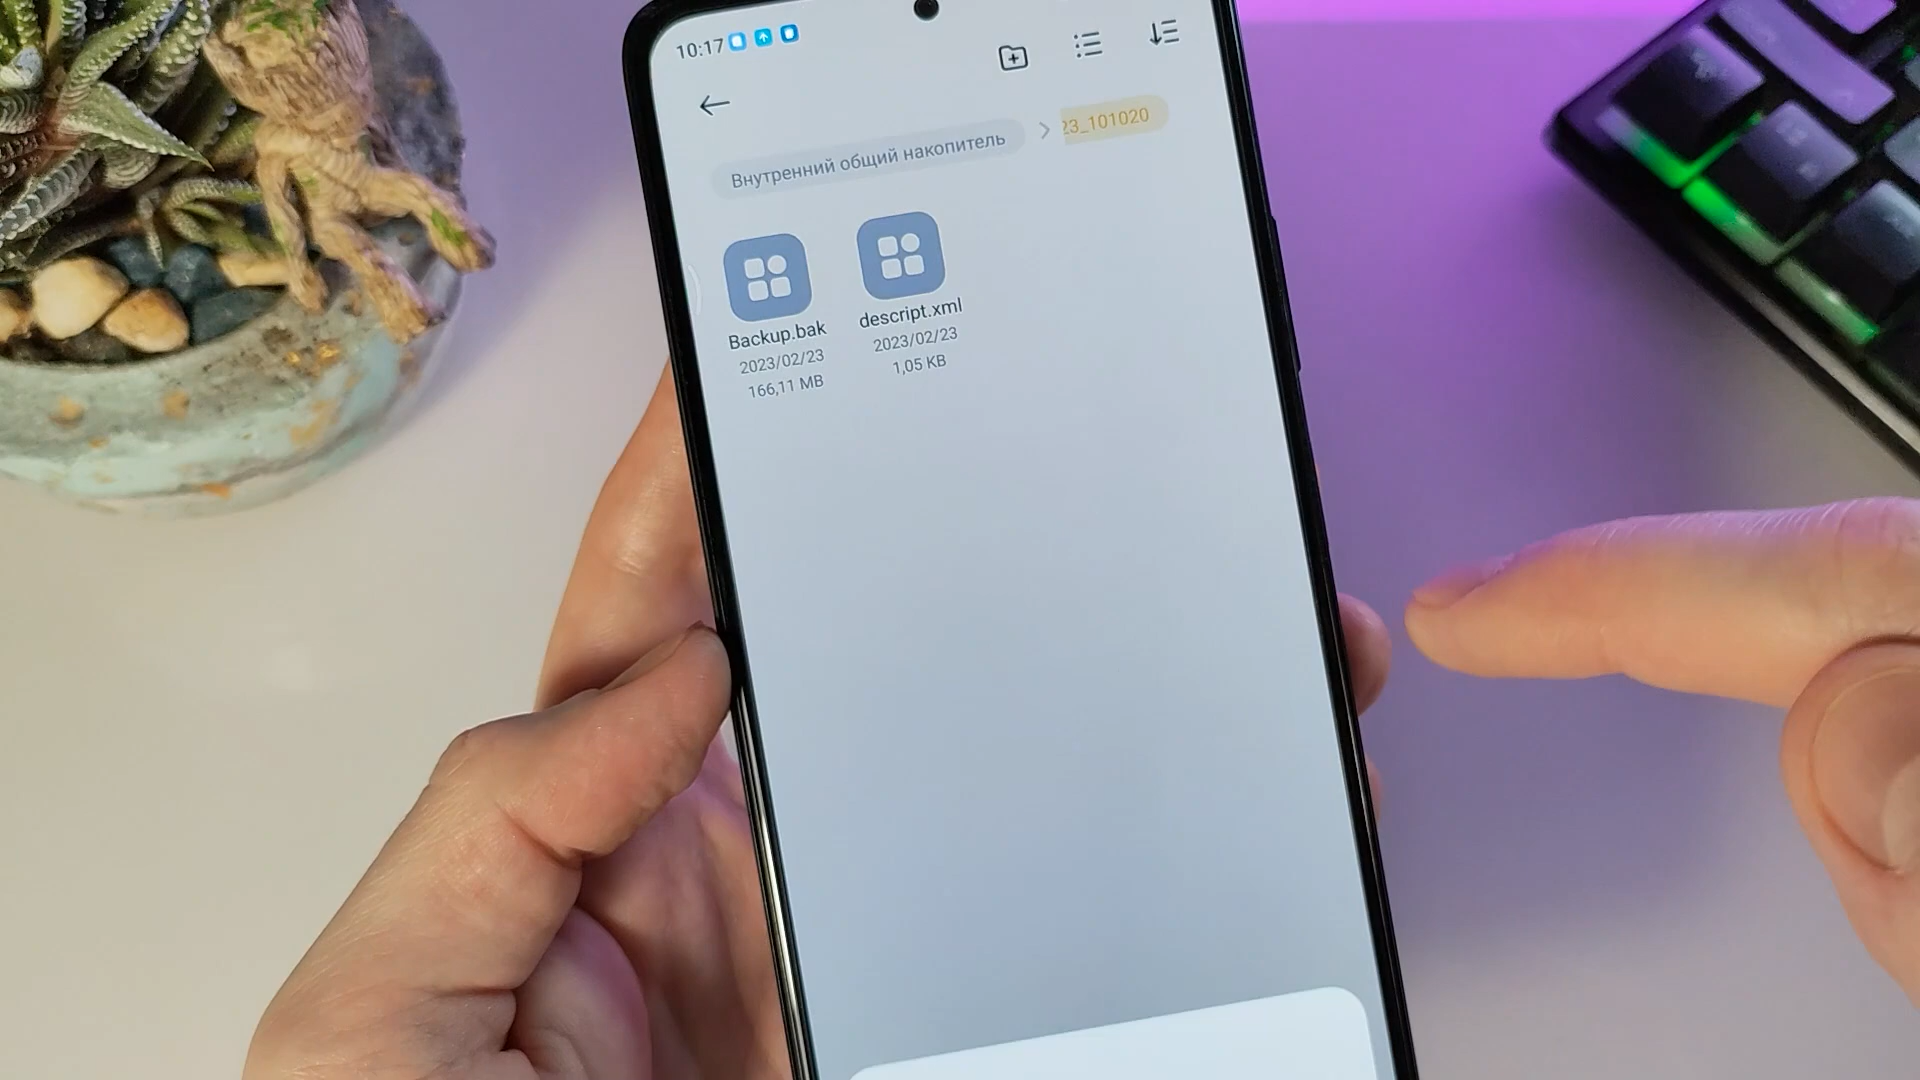 10:17
Внутренний общий накопитель
23_101020
Backup.bak
2023/02/23
166,11 MB
descript.xml
2023/02/23
1,05 KB